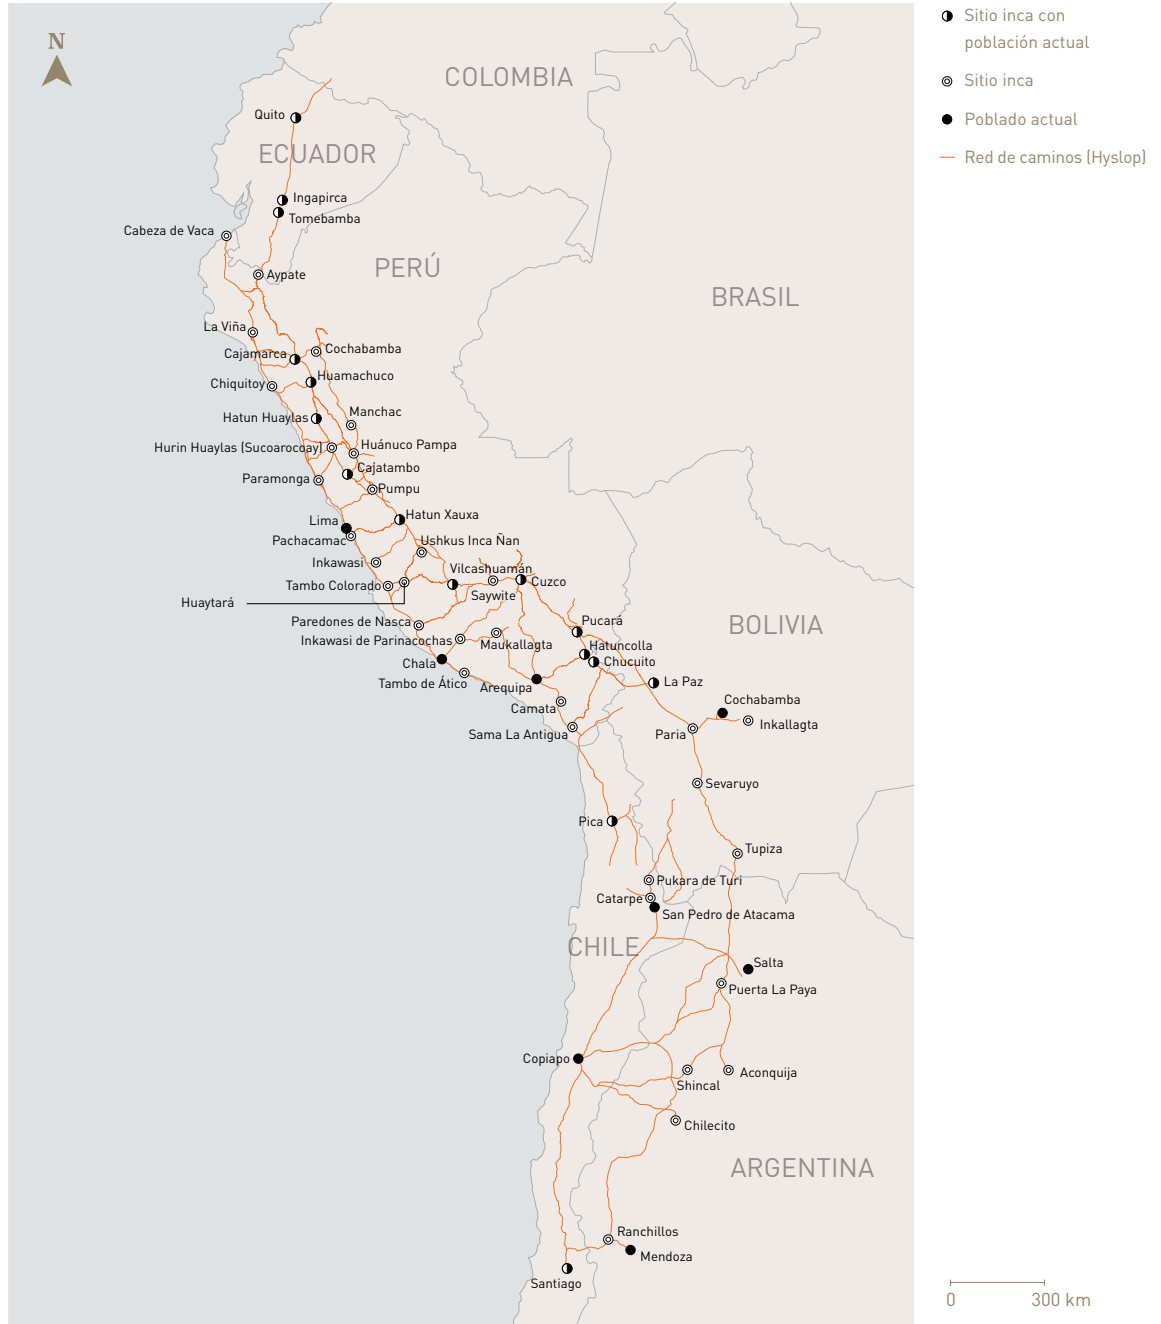 Sitio inca con
población actual
Sitio inca
Poblado actual
Red de caminos (Hyslop)
N
COLOMBIA
Quito
ECUADOR
Ingapirca
Tomebamba
Cabeza de Vaca
PERÚ
Aypate
BRASIL
La Viña
Cajamarca
Cochabamba
Huamachuco
Chiquitoy
Manchac
Hatun Huaylas
Hurin Huaylas (Sucoarocoay)
Huánuco Pampa
Cajatambo
Paramonga
Pumpu
Hatun Xauxa
Lima
Pachacamac
Ushkus Inca Ñan
Inkawasi
Vilcashuamán
Tambo Colorado
Cuzco
Saywite
Huaytará
Paredones de Nasca
Pucará
BOLIVIA
Inkawasi de Parinacochas
Maukallagta
Hatuncolla
Chala
Chucuito
Tambo de Ático
Arequipa
La Paz
Cochabamba
Camata
Inkallagta
Sama La Antigua
Paria
Sevaruyo
Pica
Tupiza
Pukara de Turi
Catarpe
San Pedro de Atacama
CHILE
Salta
Puerta La Paya
Copiapo
Aconquija
Shincal
Chilecito
ARGENTINA
Ranchillos
Mendoza
Santiago
0 300 km